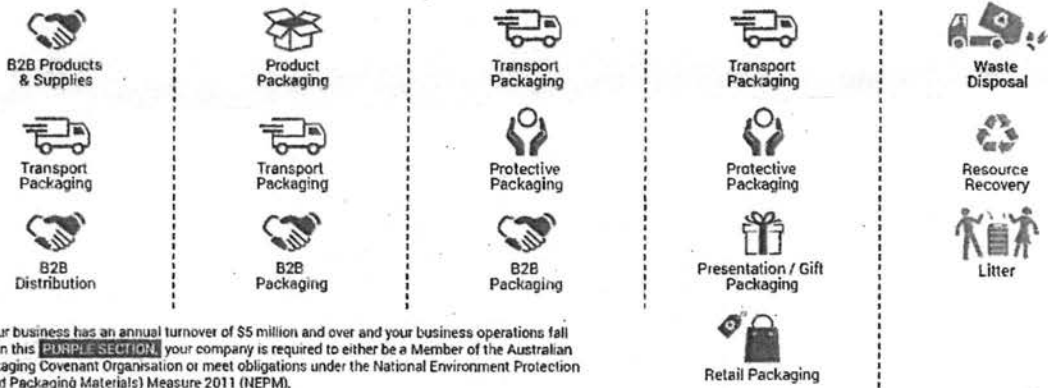 B2B Products
& Supplies
Product
Packaging
Transport
Packaging
Transport
Packaging
Waste
Disposal
Transport
Packaging
Transport
Packaging
Protective
Packaging
Protective
Packaging
Resource
Recovery
B2B
Distribution
B2B
Packaging
B2B
Packaging
Presentation / Gift
Packaging
Litter
Retail Packaging
ur business has an annual turnover of $5 million and over and your business operations fall
n this PURPLE SECTION, your company is required to either be a Member of the Australian
aging Covenant Organisation or meet obligations under the National Environment Protection
d Packaging Materials) Measure 2011 (NEPM).